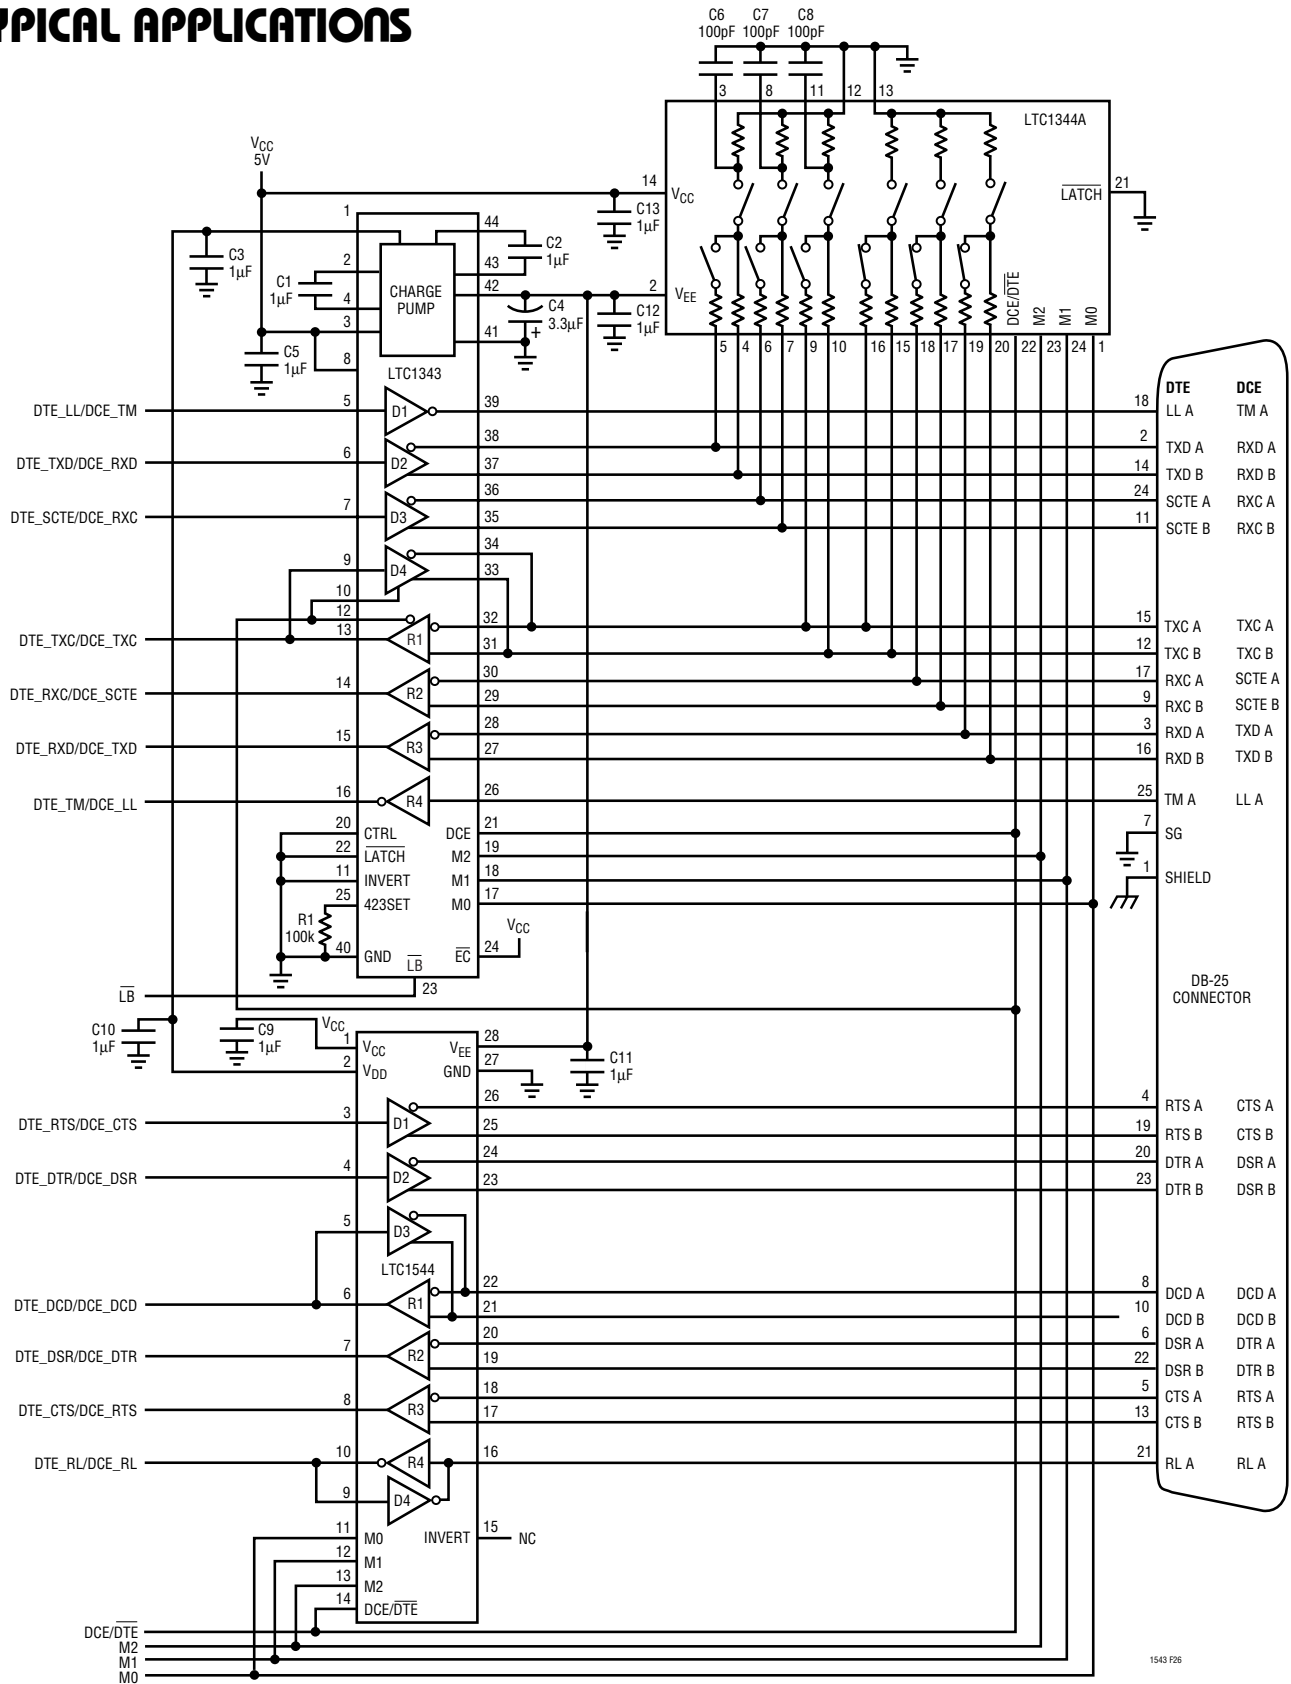 YPICAL APPLICATIONS
C6 C7 C8
100pF 100pF 100pF
3 8 11 12 13
LTC1344A
VCC
5V
14 VCC
LATCH 21
C13
1µF
1 44
C3
1µF
C2
1µF
2 43
C1
1µF
CHARGE
PUMP
42 2 VEE
4 C4
3.3µF
+
C12
1µF
DCE/DTE M2 M1 M0
3 41
C5
1µF
8
5 4 6 7 9 10 16 15 18 17 19 20 22 23 24 1
LTC1343
DTE DCE
DTE_LL/DCE_TM 5 D1 39 18 LL A TM A
38 2 TXD A RXD A
DTE_TXD/DCE_RXD 6 D2 37 14 TXD B RXD B
36 24 SCTE A RXC A
DTE_SCTE/DCE_RXC 7 D3 35 11 SCTE B RXC B
34
9 D4 33
10
12 32 15 TXC A TXC A
DTE_TXC/DCE_TXC 13 R1 31 12 TXC B TXC B
30 17 RXC A SCTE A
DTE_RXC/DCE_SCTE 14 R2 29 9 RXC B SCTE B
28 3 RXD A TXD A
DTE_RXD/DCE_TXD 15 R3 27 16 RXD B TXD B
DTE_TM/DCE_LL 16 R4 26 25 TM A LL A
20 CTRL DCE 21 7 SG
22 LATCH M2 19
11 INVERT M1 18 1 SHIELD
25 423SET M0 17
R1
100k
VCC
40 GND EC 24
LB
23
LB
DB-25
CONNECTOR
C10
1µF
C9
1µF
VCC
1 VCC VEE 28
2 VDD GND 27
C11
1µF
26 4 RTS A CTS A
DTE_RTS/DCE_CTS 3 D1 25 19 RTS B CTS B
24 20 DTR A DSR A
DTE_DTR/DCE_DSR 4 D2 23 23 DTR B DSR B
5 D3
LTC1544
22 8 DCD A DCD A
DTE_DCD/DCE_DCD 6 R1 21 10 DCD B DCD B
20 6 DSR A DTR A
DTE_DSR/DCE_DTR 7 R2 19 22 DSR B DTR B
18 5 CTS A RTS A
DTE_CTS/DCE_RTS 8 R3 17 13 CTS B RTS B
DTE_RL/DCE_RL 10 R4 16 21 RL A RL A
9 D4
11 M0 INVERT 15 NC
12 M1
13 M2
14 DCE/DTE
DCE/DTE
M2
M1
M0
1543 F26